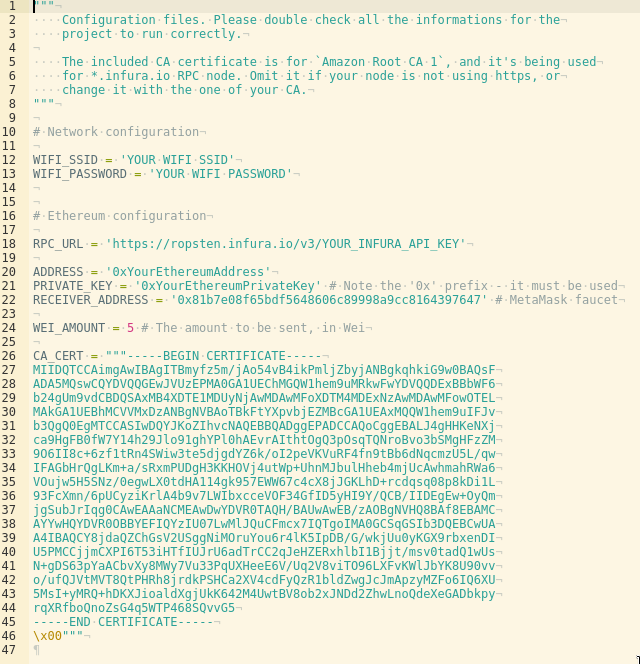 1 """
2 Configuration files. Please double check all the informations for the
3 project to run correctly.
4
5 The included CA certificate is for `Amazon Root CA 1`, and it's being used
6 for *.infura.io RPC node. Omit it if your node is not using https, or
7 change it with the one of your CA.
8 """
9
10 # Network configuration
11
12 WIFI_SSID = 'YOUR WIFI SSID'
13 WIFI_PASSWORD = 'YOUR WIFI PASSWORD'
14
15
16 # Ethereum configuration
17
18 RPC_URL = 'https://ropsten.infura.io/v3/YOUR_INFURA_API_KEY'
19
20 ADDRESS = '0xYourEthereumAddress'
21 PRIVATE_KEY = '0xYourEthereumPrivateKey' # Note the '0x' prefix - it must be used
22 RECEIVER_ADDRESS = '0x81b7e08f65bdf5648606c89998a9cc8164397647' # MetaMask faucet
23
24 WEI_AMOUNT = 5 # The amount to be sent, in Wei
25
26 CA_CERT = """-----BEGIN CERTIFICATE-----
27 MIIDQTCCAimgAwIBAgITBmyfz5m/jAo54vB4ikPmljZbyjANBgkqhkiG9w0BAQsF
28 ADA5MQswCQYDVQQGEwJVUzEPMA0GA1UEChMGQW1hem9uMRkwFwYDVQQDExBBbWF6
29 b24gUm9vdCBDQSAxMB4XDTE1MDUyNjAwMDAwMFoXDTM4MDExNzAwMDAwMFowOTEL
30 MAkGA1UEBhMCVVMxDzANBgNVBAoTBkFtYXpvbjEZMBcGA1UEAxMQQW1hem9uIFJv
31 b3QgQ0EgMTCCASIwDQYJKoZIhvcNAQEBBQADggEPADCCAQoCggEBALJ4gHHKeNXj
32 ca9HgFB0fW7Y14h29Jlo91ghYPl0hAEvrAIthtOgQ3pOsqTQNroBvo3bSMgHFzZM
33 9O6II8c+6zf1tRn4SWiw3te5djgdYZ6k/oI2peVKVuRF4fn9tBb6dNqcmzU5L/qw
34 IFAGbHrQgLKm+a/sRxmPUDgH3KKHOVj4utWp+UhnMJbulHheb4mjUcAwhmahRWa6
35 VOujw5H5SNz/0egwLX0tdHA114gk957EWW67c4cX8jJGKLhD+rcdqsq08p8kDi1L
36 93FcXmn/6pUCyziKrlA4b9v7LWIbxcceVOF34GfID5yHI9Y/QCB/IIDEgEw+OyQm
37 jgSubJrIqg0CAwEAAaNCMEAwDwYDVR0TAQH/BAUwAwEB/zAOBgNVHQ8BAf8EBAMC
38 AYYwHQYDVR0OBBYEFIQYzIU07LwMlJQuCFmcx7IQTgoIMA0GCSqGSIb3DQEBCwUA
39 A4IBAQCY8jdaQZChGsV2USggNiMOruYou6r4lK5IpDB/G/wkjUu0yKGX9rbxenDI
40 U5PMCCjjmCXPI6T53iHTfIUJrU6adTrCC2qJeHZERxhlbI1Bjjt/msv0tadQ1wUs
41 N+gDS63pYaACbvXy8MWy7Vu33PqUXHeeE6V/Uq2V8viTO96LXFvKWlJbYK8U90vv
42 o/ufQJVtMVT8QtPHRh8jrdkPSHCa2XV4cdFyQzR1bldZwgJcJmApzyMZFo6IQ6XU
43 5MsI+yMRQ+hDKXJioaldXgjUkK642M4UwtBV8ob2xJNDd2ZhwLnoQdeXeGADbkpy
44 rqXRfboQnoZsG4q5WTP468SQvvG5
45 -----END CERTIFICATE-----
46 \x00"""
47